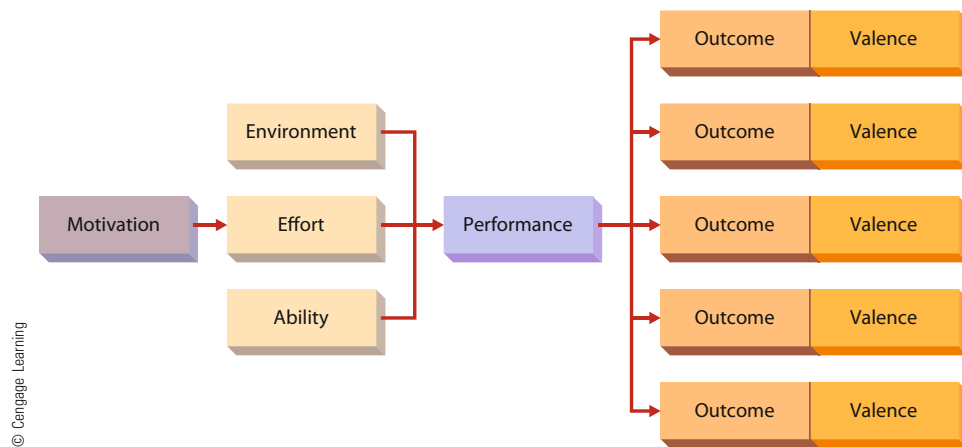 Outcome Valence
Environment
Outcome Valence
Motivation
Effort
Performance
Outcome Valence
Ability
Outcome Valence
Outcome Valence
© Cengage Learning